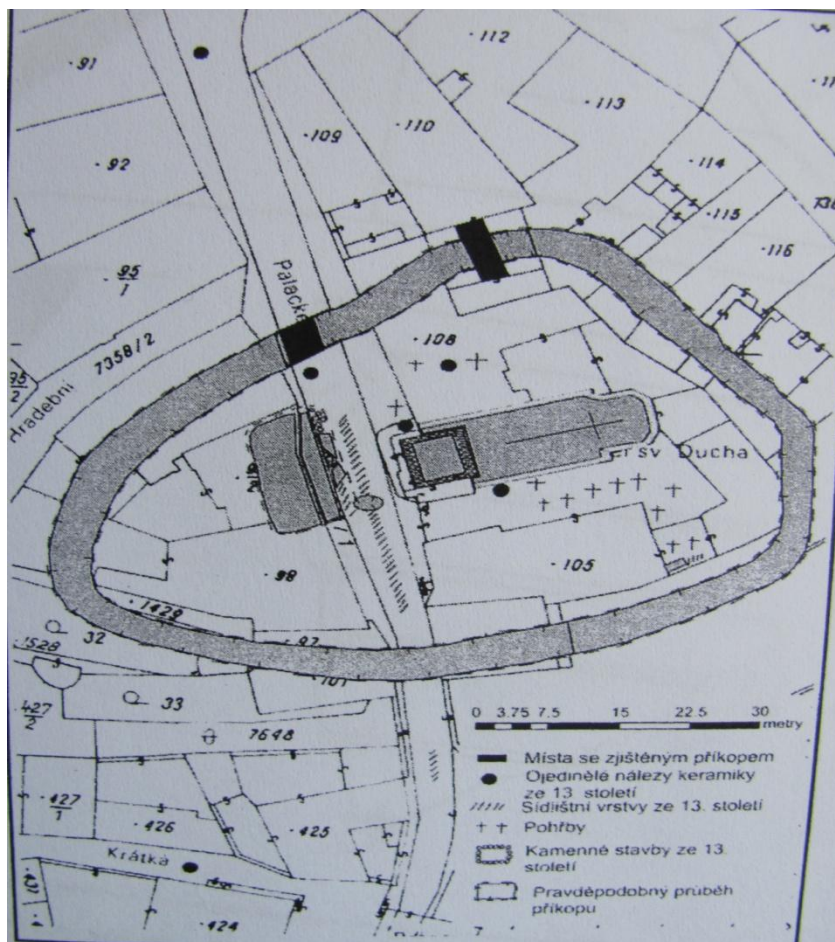 91
112
110
109
113
92
114
115
116
95
1
Palack
108
7358/2
95
2
Hradební
sv Ducha
98
105
1429
32
1528
97
101
33
427
2
7648
0 3.75 7.5 15 22.5 30
metry
Místa se zjištěným příkopem
Ojedinělé nálezy keramiky
ze 13 století
Sídlištní vrstvy ze 13. století
Pohřby
Kamenné stavby ze 13.
století
Pravděpodobný průběh
příkopu
427
1
426
425
Krátká
424